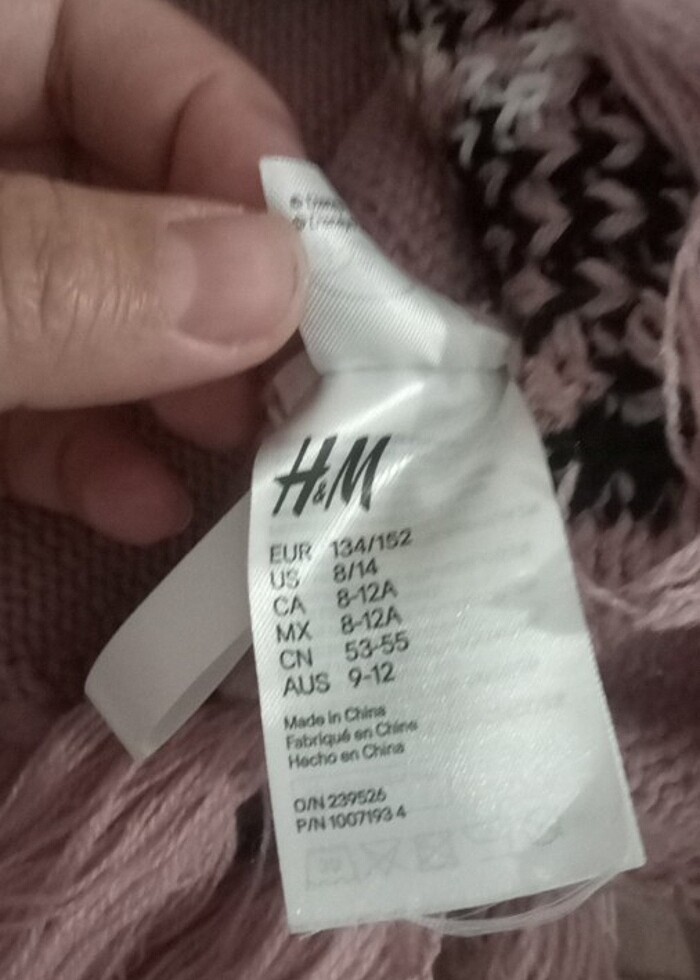 H&M
EUR 134/152
US 8/14
CA 8-12A
MX 8-12A
CN 53-55
AUS 9-12
Made in China
Fabriqué en Chine
Hecho en China
O/N 239526
P/N 1007193 4